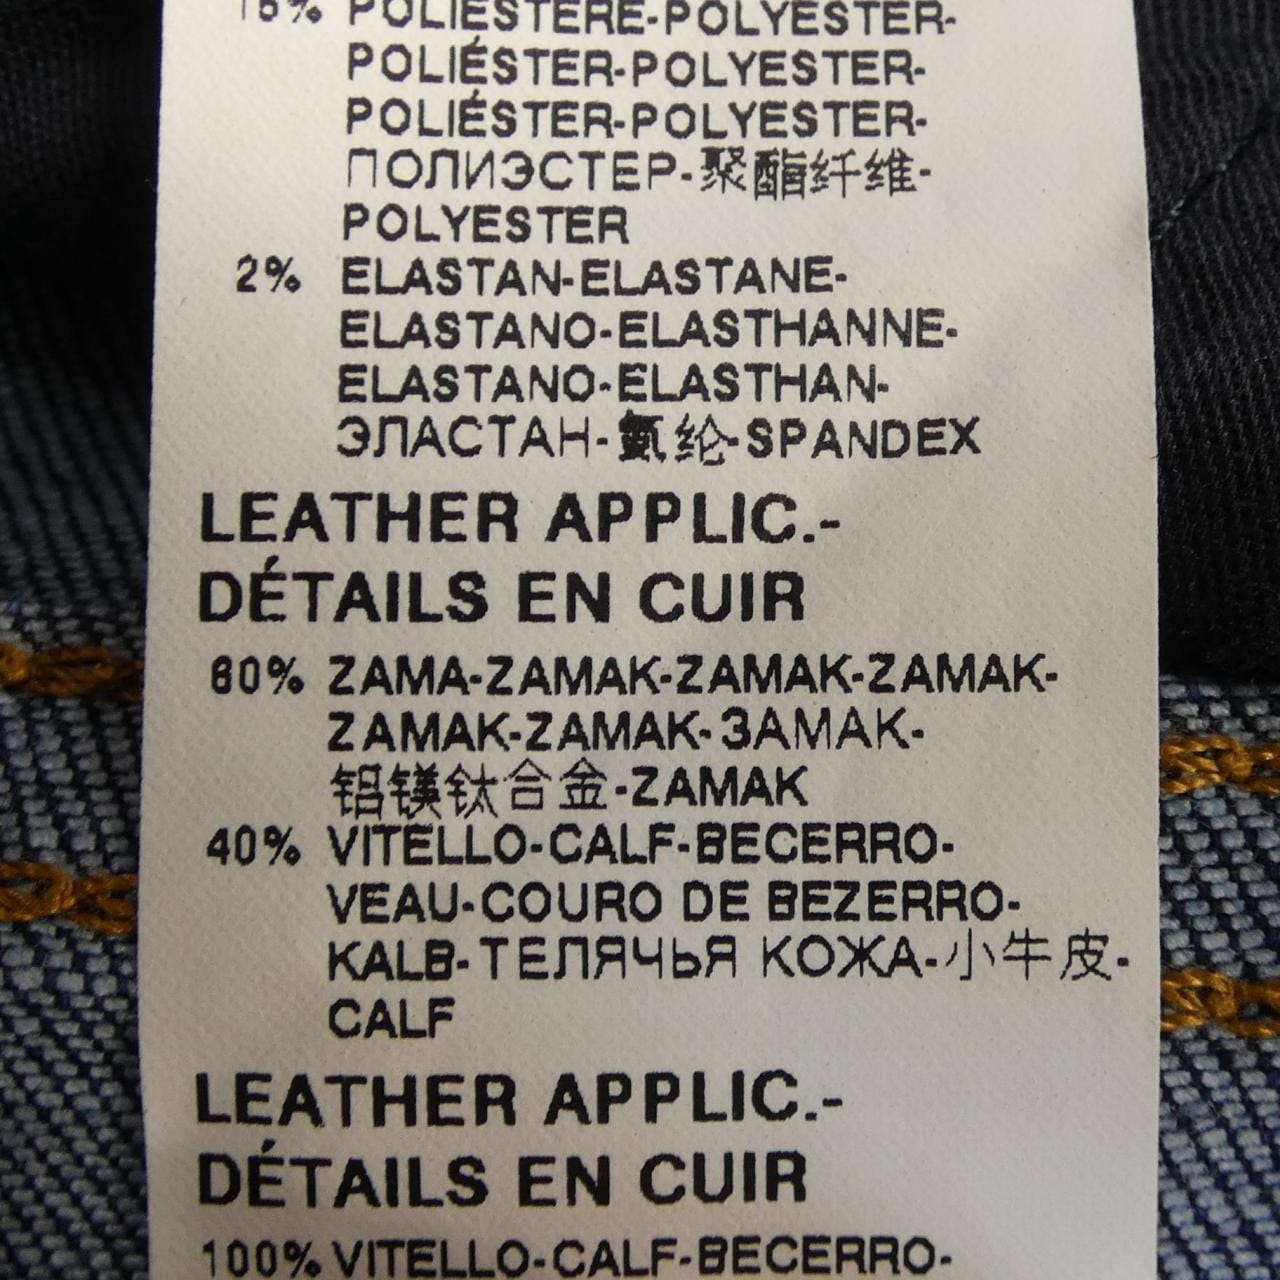 POLIESTERE-POLYESTER-
POLIÉSTER-POLYESTER-
POLIÉSTER-POLYESTER-
ПОЛИЭСТЕР-聚酯纤维-
POLYESTER
2% ELASTAN-ELASTANE-
ELASTANO-ELASTHANNE-
ELASTANO-ELASTHAN-
ЭЛАСТАН-氨纶-SPANDEX
LEATHER APPLIC.-
DÉTAILS EN CUIR
60% ZAMA-ZAMAK-ZAMAK-ZAMAK-
ZAMAK-ZAMAK-ЗАМАК-
铝镁钛合金-ZAMAK
40% VITELLO-CALF-BECERRO-
VEAU-COURO DE BEZERRO-
KALB-ТЕЛЯЧЬЯ КОЖА-小牛皮-
CALF
LEATHER APPLIC.-
DÉTAILS EN CUIR
100% VITELLO-CALF-BECERRO-